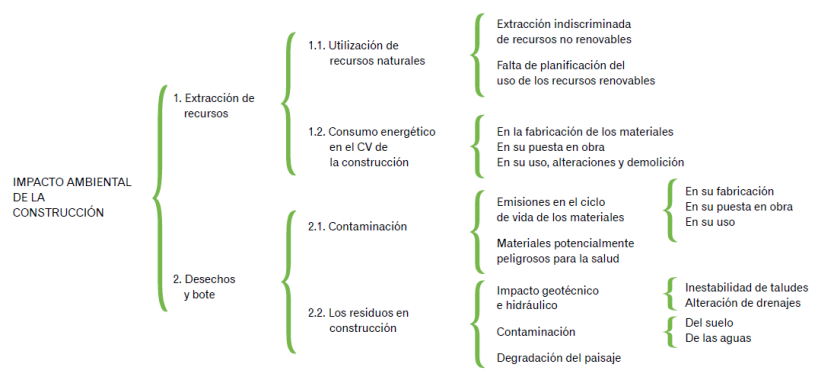 IMPACTO AMBIENTAL
DE LA
CONSTRUCCIÓN
1. Extracción de
recursos
1.1. Utilización de
recursos naturales
Extracción indiscriminada
de recursos no renovables
Falta de planificación del
uso de los recursos renovables
1.2. Consumo energético
en el CV de
la construcción
En la fabricación de los materiales
En su puesta en obra
En su uso, alteraciones y demolición
2. Desechos
y bote
2.1. Contaminación
Emisiones en el ciclo
de vida de los materiales
En su fabricación
En su puesta en obra
En su uso
Materiales potencialmente
peligrosos para la salud
2.2. Los residuos en
construcción
Impacto geotécnico
e hidráulico
Inestabilidad de taludes
Alteración de drenajes
Contaminación
Del suelo
De las aguas
Degradación del paisaje